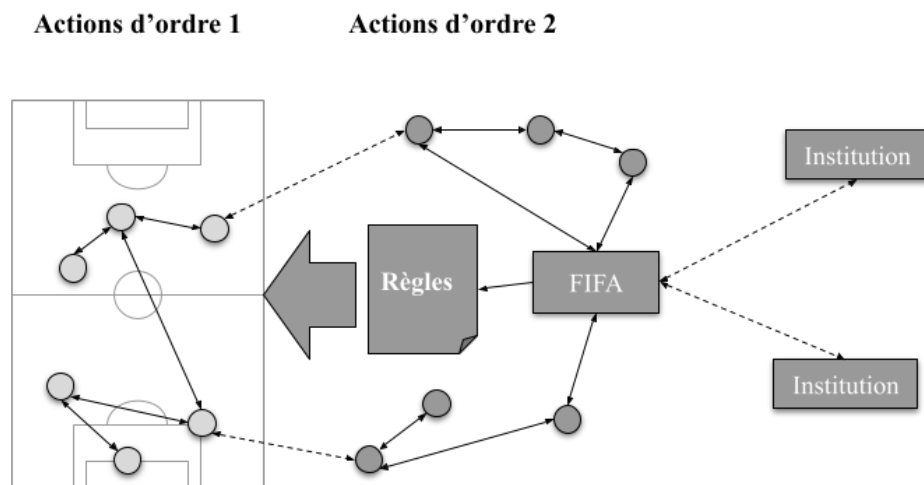 Actions d’ordre 1
Actions d’ordre 2
Institution
Règles
FIFA
Institution